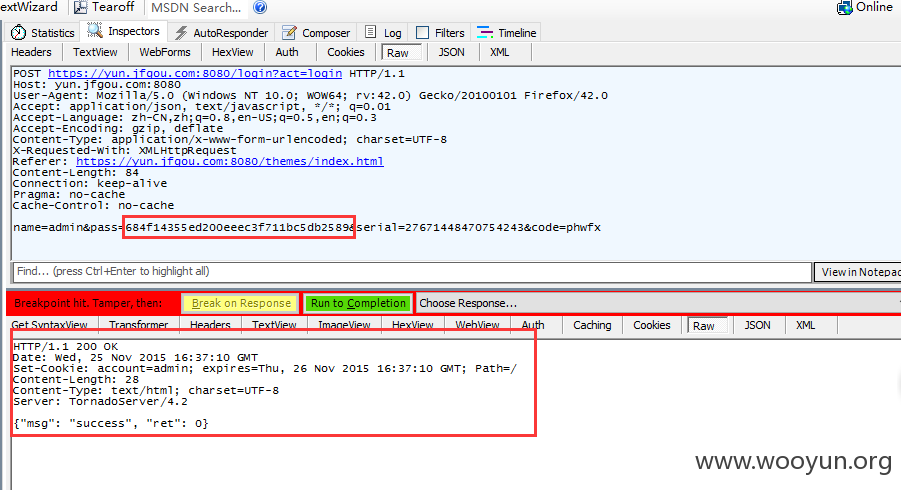 extWizard Tearoff MSDN Search... Online
Statistics Inspectors AutoResponder Composer Log Filters Timeline
Headers TextView WebForms HexView Auth Cookies Raw JSON XML
POST https://yun.jfgou.com:8080/login?act=login HTTP/1.1
Host: yun.jfgou.com:8080
User-Agent: Mozilla/5.0 (Windows NT 10.0; WOW64; rv:42.0) Gecko/20100101 Firefox/42.0
Accept: application/json, text/javascript, */*; q=0.01
Accept-Language: zh-CN,zh;q=0.8,en-US;q=0.5,en;q=0.3
Accept-Encoding: gzip, deflate
Content-Type: application/x-www-form-urlencoded; charset=UTF-8
X-Requested-With: XMLHttpRequest
Referer: https://yun.jfgou.com:8080/themes/index.html
Content-Length: 84
Connection: keep-alive
Pragma: no-cache
Cache-Control: no-cache
name=admin&pass=684f14355ed200eeec3f711bc5db2589&serial=27671448470754243&code=phwfx
Find... (press Ctrl+Enter to highlight all) View in Notepad
Breakpoint hit. Tamper, then: Break on Response Run to Completion Choose Response...
Get SyntaxView Transformer Headers TextView ImageView HexView WebView Auth Caching Cookies Raw JSON XML
HTTP/1.1 200 OK
Date: Wed, 25 Nov 2015 16:37:10 GMT
Set-Cookie: account=admin; expires=Thu, 26 Nov 2015 16:37:10 GMT; Path=/
Content-Length: 28
Content-Type: text/html; charset=UTF-8
Server: TornadoServer/4.2
{"msg": "success", "ret": 0}
www.wooyun.org